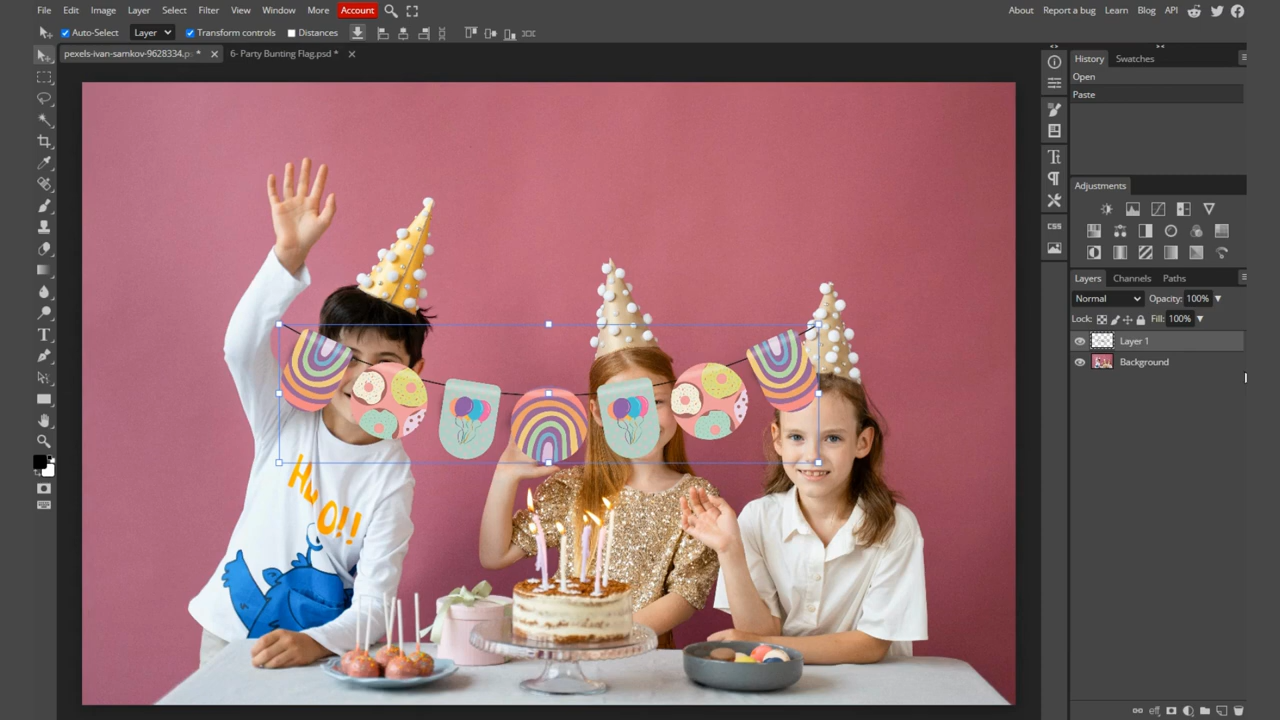 File Edit Image Layer Select Filter View Window More Account About Report a bug Learn Blog API
Auto-Select Layer Transform controls Distances
pexels-ivan-samkov-9628334.p: * 6- Party Bunting Flag.psd *
History Swatches
Open
Paste
Adjustments
Layers Channels Paths
Normal Opacity: 100%
Lock: Fill: 100%
Layer 1
Background
CSS
eff